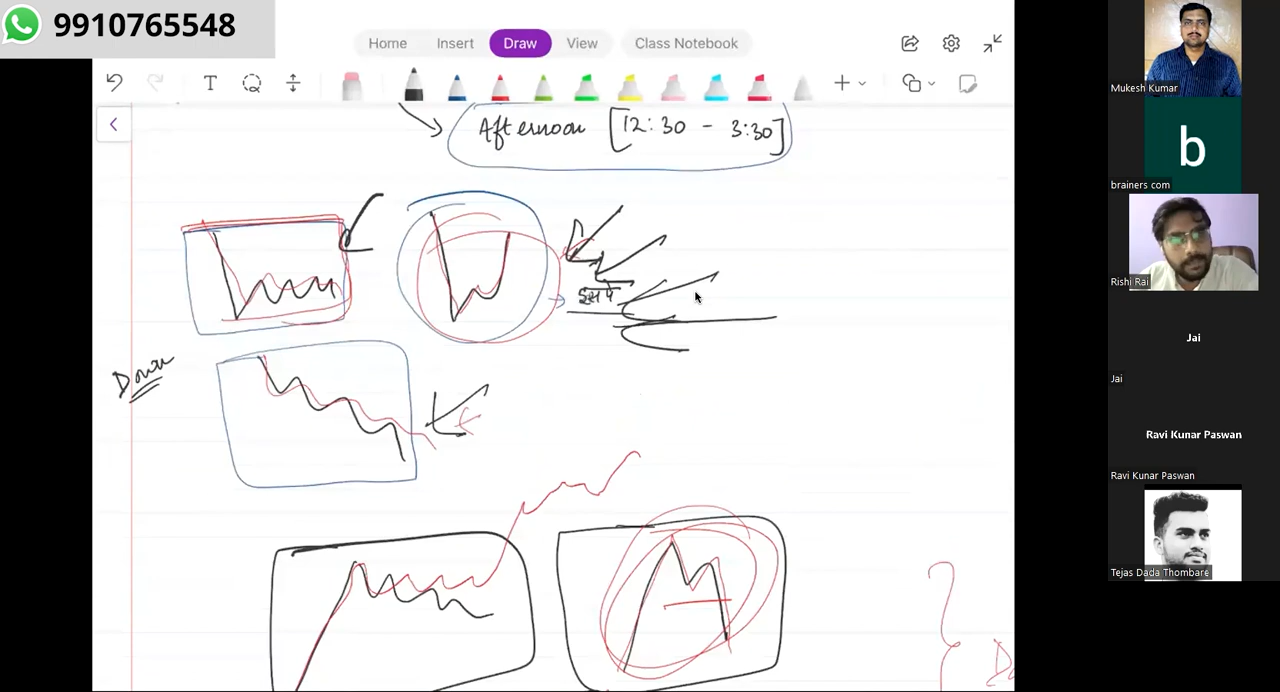 9910765548
Home Insert Draw View Class Notebook
T
Afternoon [12:30 - 3:30]
Down
b
Mukesh Kumar
brainers com
Rishi Rai
Jai
Jai
Ravi Kunar Paswan
Ravi Kunar Paswan
Tejas Dada Thombare